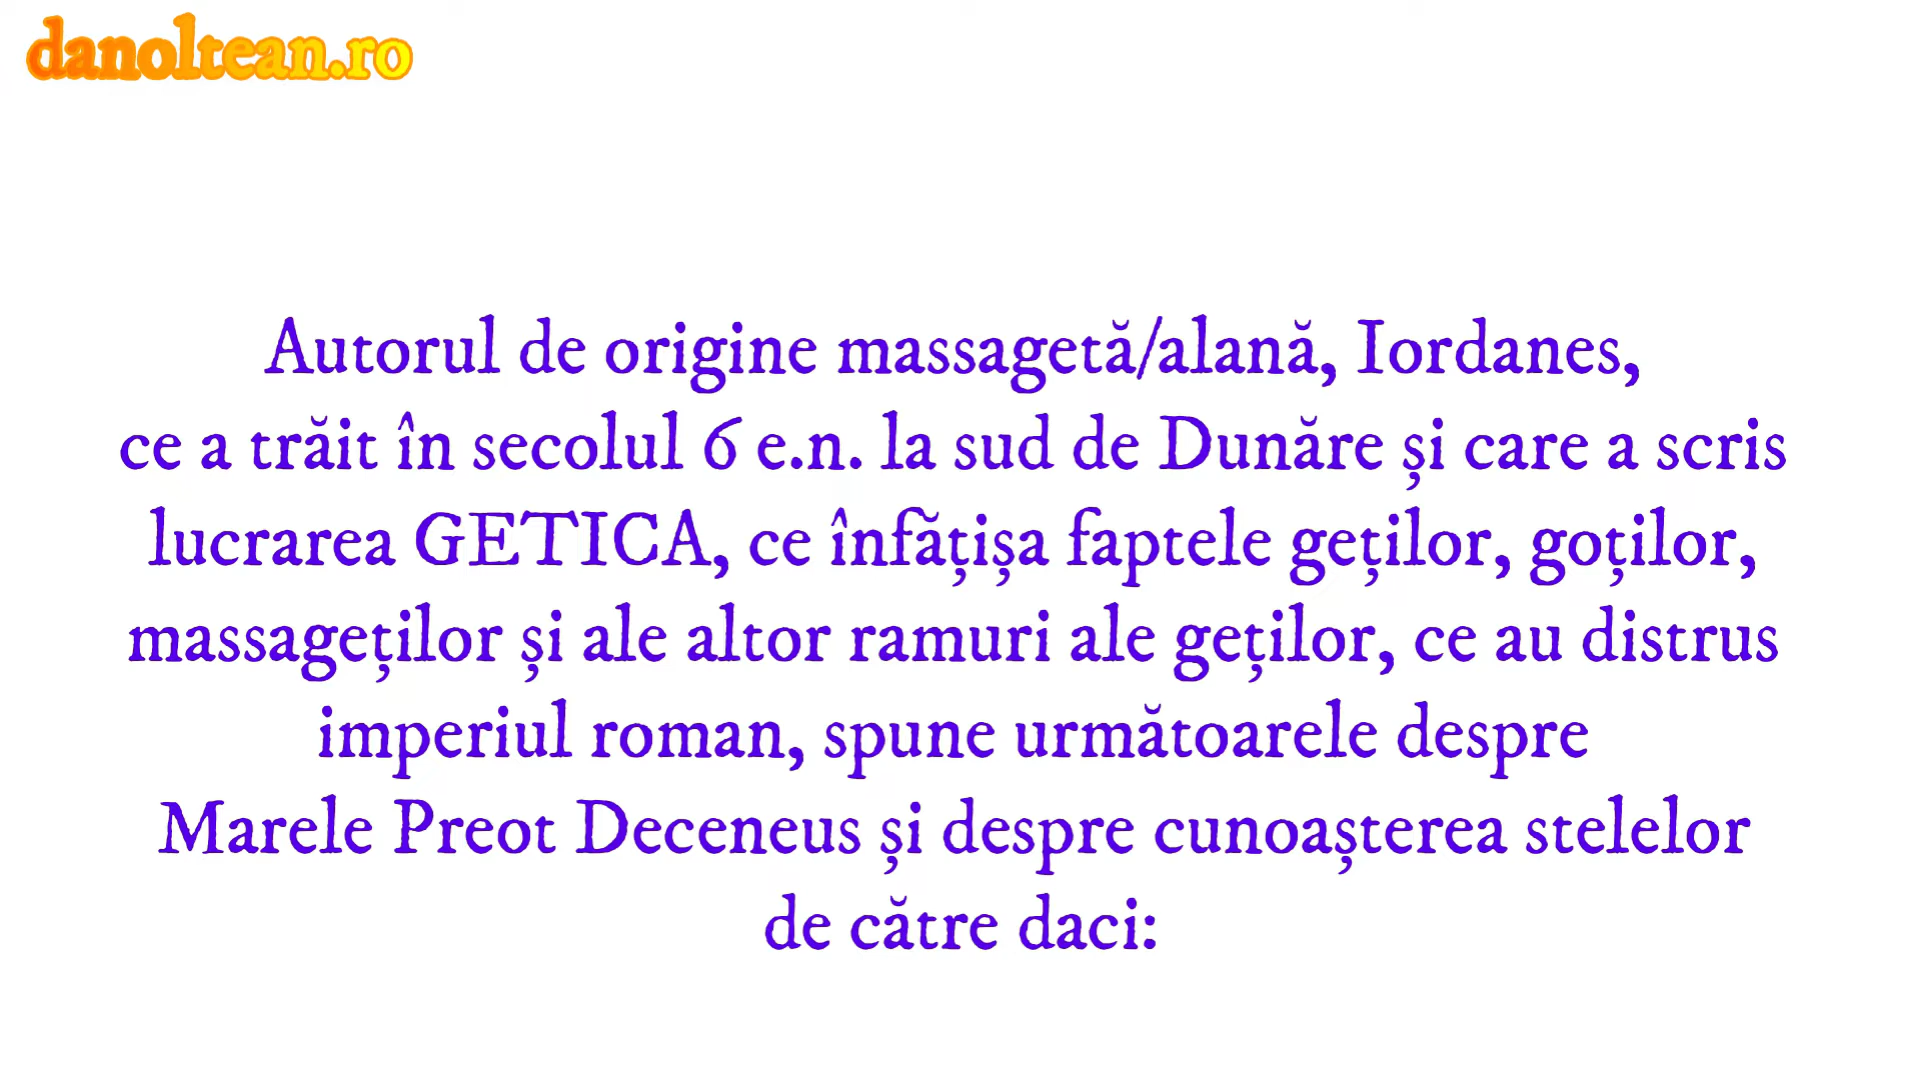 danoltean.ro
Autorul de origine massagetă/alană, Iordanes,
ce a trăit în secolul 6 e.n. la sud de Dunăre și care a scris
lucrarea GETICA, ce înfățișa faptele geților, goților,
massageților și ale altor ramuri ale geților, ce au distrus
imperiul roman, spune următoarele despre
Marele Preot Deceneus și despre cunoașterea stelelor
de către daci: